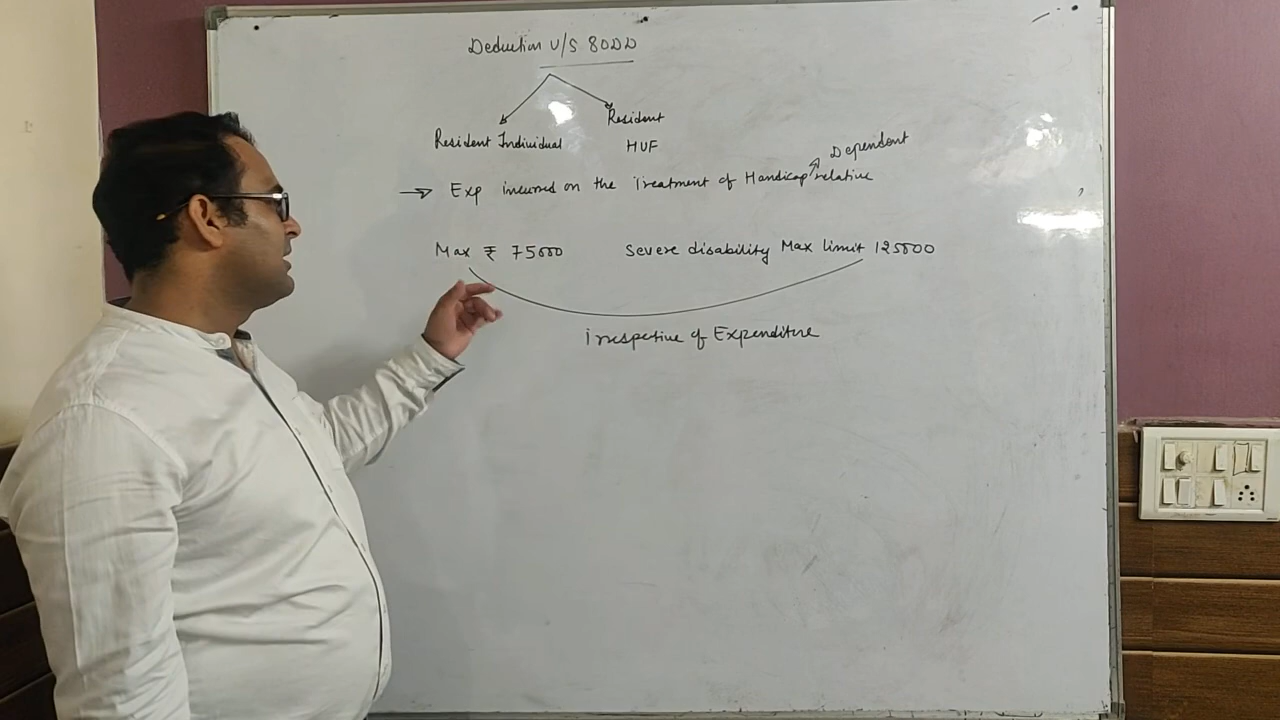 Deduction U/S 80DD
Resident Individual
Resident
HUF
Dependent
→ Exp incurred on the Treatment of Handicap relative
Max ₹ 75000 Severe disability Max limit 125000
Irrespective of Expenditure